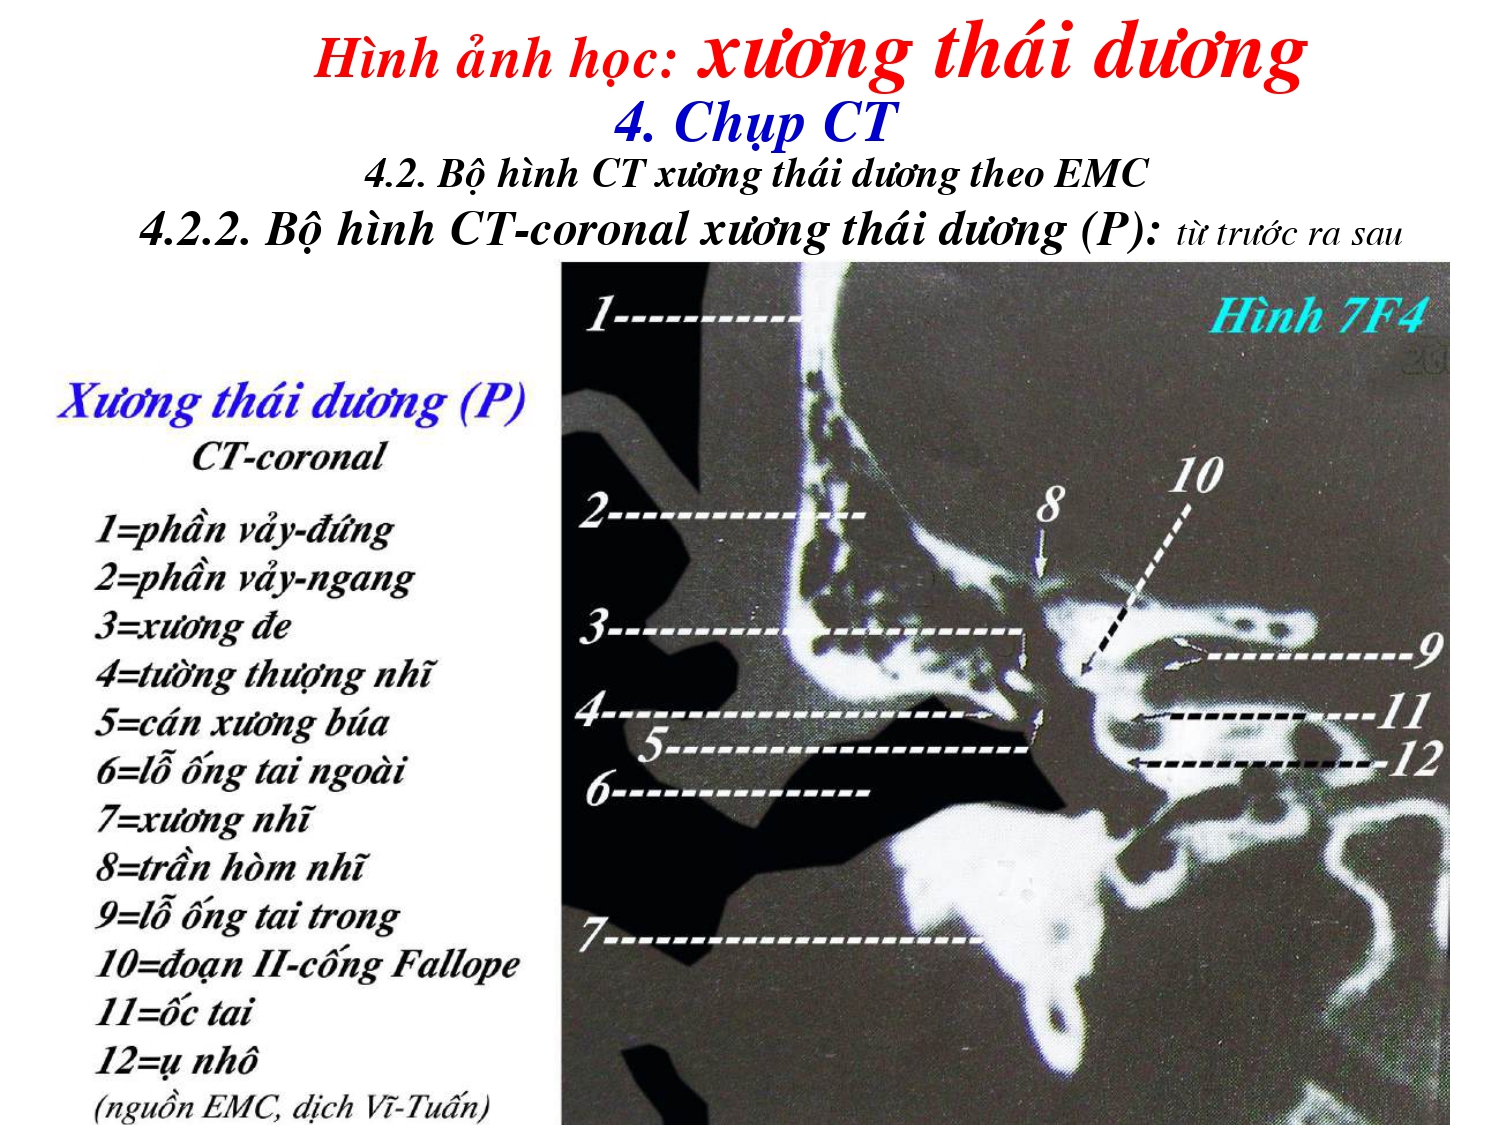 Hình ảnh học: xương thái dương
4. Chụp CT
4.2. Bộ hình CT xương thái dương theo EMC
4.2.2. Bộ hình CT-coronal xương thái dương (P): từ trước ra sau
Hình 7F4
Xương thái dương (P)
CT-coronal
1=phần vảy-đứng
2=phần vảy-ngang
3=xương đe
4=tường thượng nhĩ
5=cán xương búa
6=lỗ ống tai ngoài
7=xương nhĩ
8=trần hòm nhĩ
9=lỗ ống tai trong
10=đoạn II-cống Fallope
11=ốc tai
12=ụ nhô
(nguồn EMC, dịch Vĩ-Tuấn)
1
2
3
4
5
6
7
8
10
9
11
12